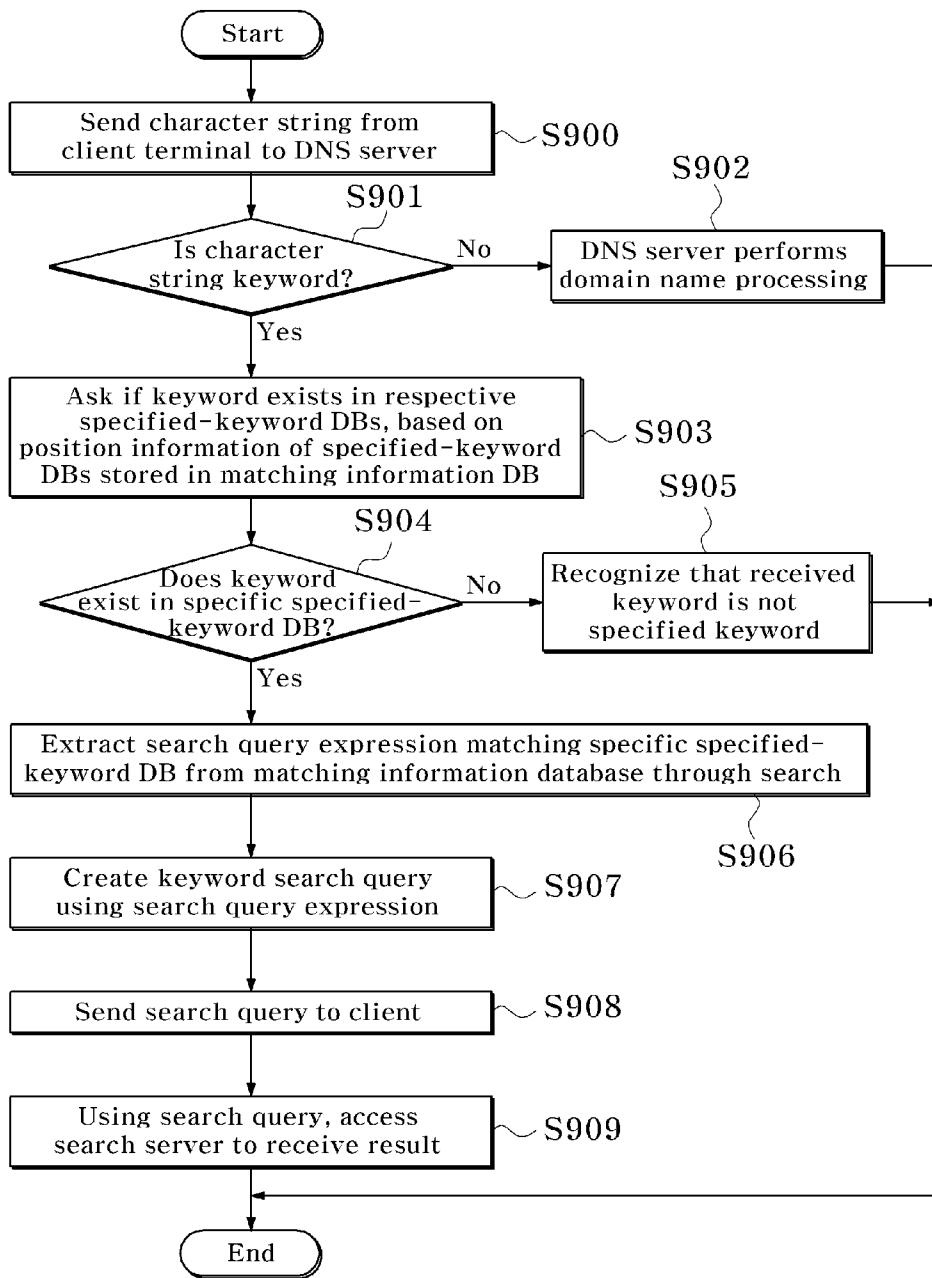 Start
Send character string from
client terminal to DNS server
S900
S901
S902
Is character
string keyword?
No
DNS server performs
domain name processing
Yes
Ask if keyword exists in respective
specified-keyword DBs, based on
position information of specified-keyword
DBs stored in matching information DB
S903
S904
S905
Does keyword
exist in specific specified-
keyword DB?
No
Recognize that received
keyword is not
specified keyword
Yes
Extract search query expression matching specific specified-
keyword DB from matching information database through search
S906
Create keyword search query
using search query expression
S907
Send search query to client
S908
Using search query, access
search server to receive result
S909
End